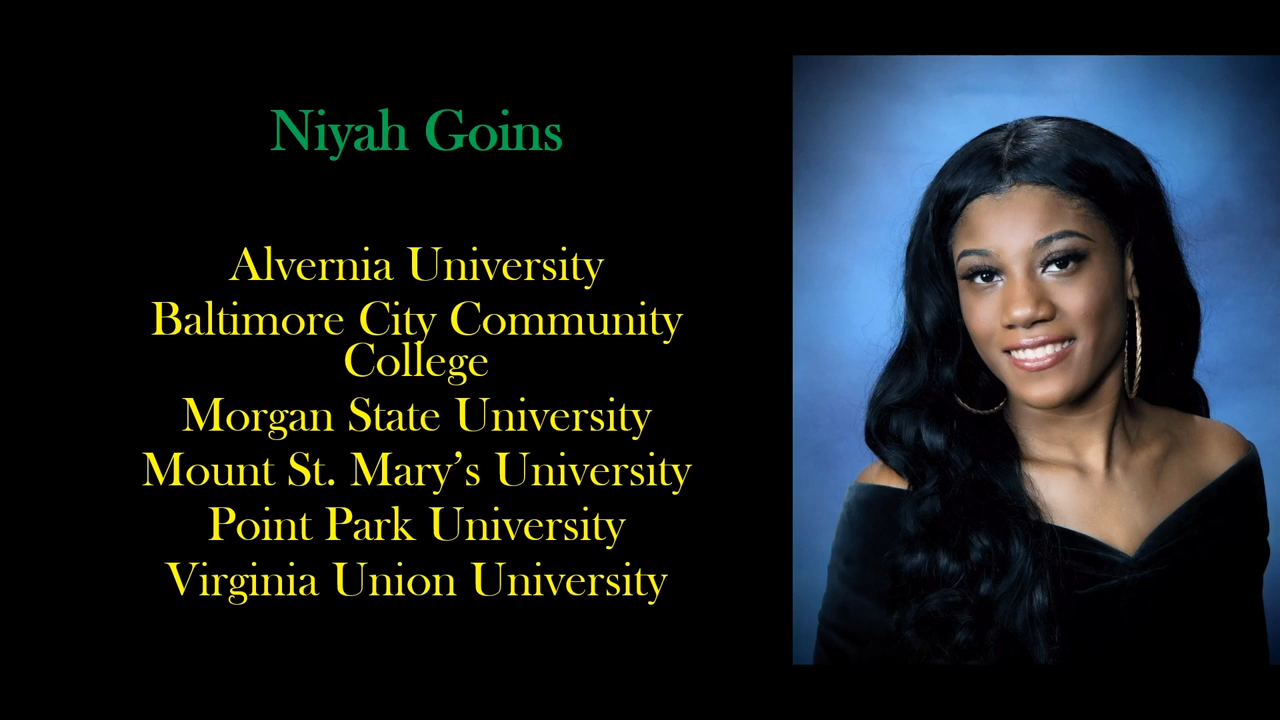 Niyah Goins
Alvernia University
Baltimore City Community
College
Morgan State University
Mount St. Mary’s University
Point Park University
Virginia Union University